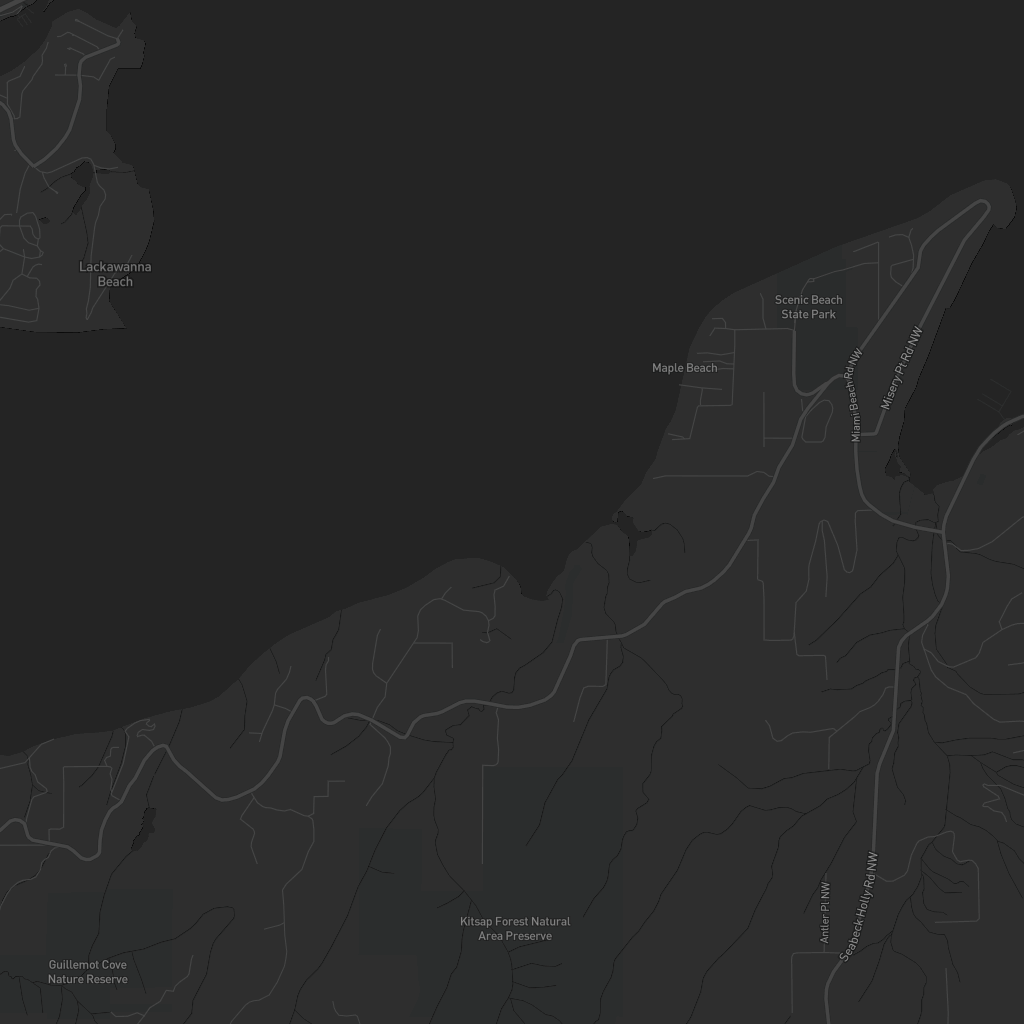 Lackawanna
Beach
Scenic Beach
State Park
Maple Beach
Miami Beach Rd NW
Misery Pt Rd NW
Antler Pl NW
Seabeck Holly Rd NW
Kitsap Forest Natural
Area Preserve
Guillemot Cove
Nature Reserve